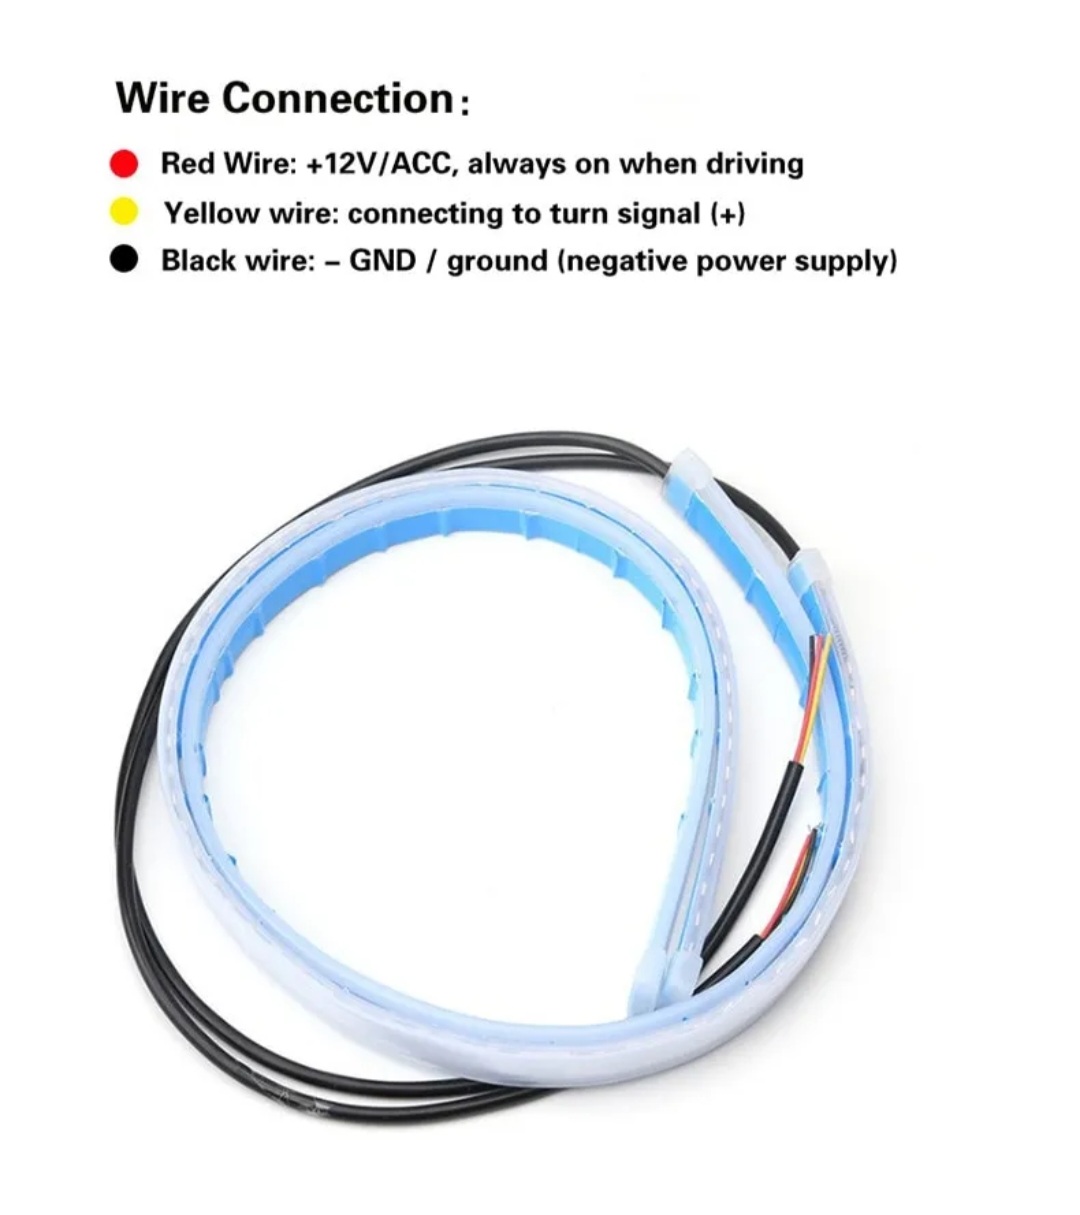 Wire Connection:
Red Wire: +12V/ACC, always on when driving
Yellow wire: connecting to turn signal (+)
Black wire: – GND / ground (negative power supply)